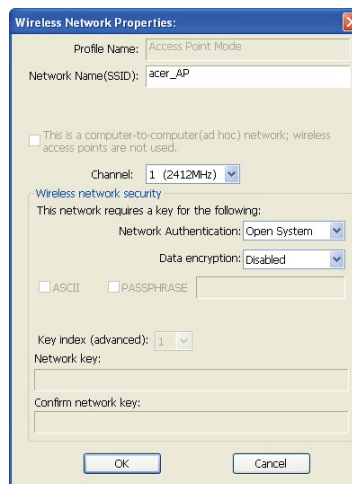 Wireless Network Properties:
Profile Name: Access Point Mode
Network Name(SSID): acer_AP
This is a computer-to-computer(ad hoc) network; wireless
access points are not used.
Channel: 1 (2412MHz)
Wireless network security
This network requires a key for the following:
Network Authentication: Open System
Data encryption: Disabled
ASCII PASSPHRASE
Key index (advanced): 1
Network key:
Confirm network key:
OK Cancel